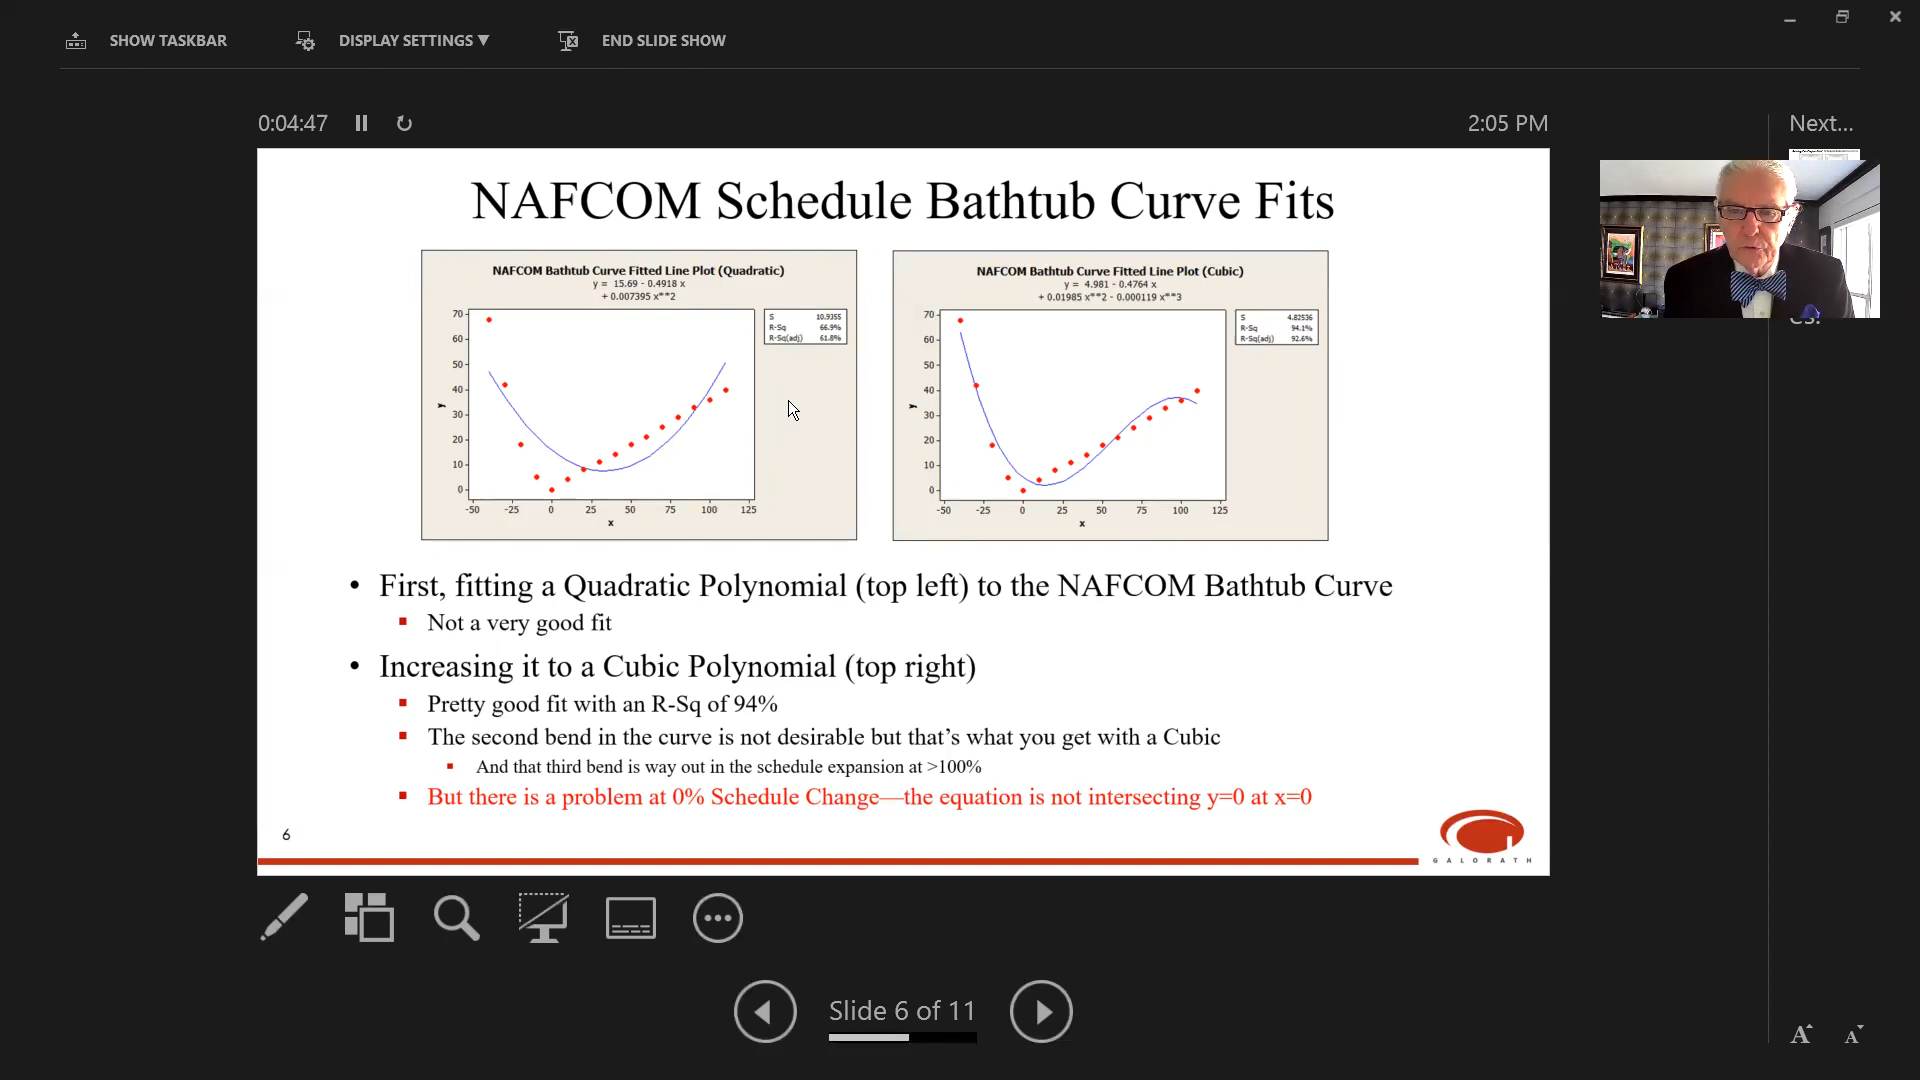 SHOW TASKBAR
DISPLAY SETTINGS ▼
END SLIDE SHOW
0:04:47
2:05 PM
Next...
NAFCOM Schedule Bathtub Curve Fits
NAFCOM Bathtub Curve Fitted Line Plot (Quadratic)
y = 15.69 - 0.4918 x
+ 0.007395 x**2
S 10.9355
R-Sq 66.9%
R-Sq(adj) 61.8%
70
60
50
40
30
20
10
0
y
-50 -25 0 25 50 75 100 125
x
NAFCOM Bathtub Curve Fitted Line Plot (Cubic)
y = 4.981 - 0.4764 x
+ 0.01985 x**2 - 0.000119 x**3
S 4.82536
R-Sq 94.1%
R-Sq(adj) 92.6%
70
60
50
40
30
20
10
0
y
-50 -25 0 25 50 75 100 125
x
• First, fitting a Quadratic Polynomial (top left) to the NAFCOM Bathtub Curve
▪ Not a very good fit
• Increasing it to a Cubic Polynomial (top right)
▪ Pretty good fit with an R-Sq of 94%
▪ The second bend in the curve is not desirable but that’s what you get with a Cubic
▪ And that third bend is way out in the schedule expansion at >100%
▪ But there is a problem at 0% Schedule Change—the equation is not intersecting y=0 at x=0
6
GALORATH
Slide 6 of 11
A A